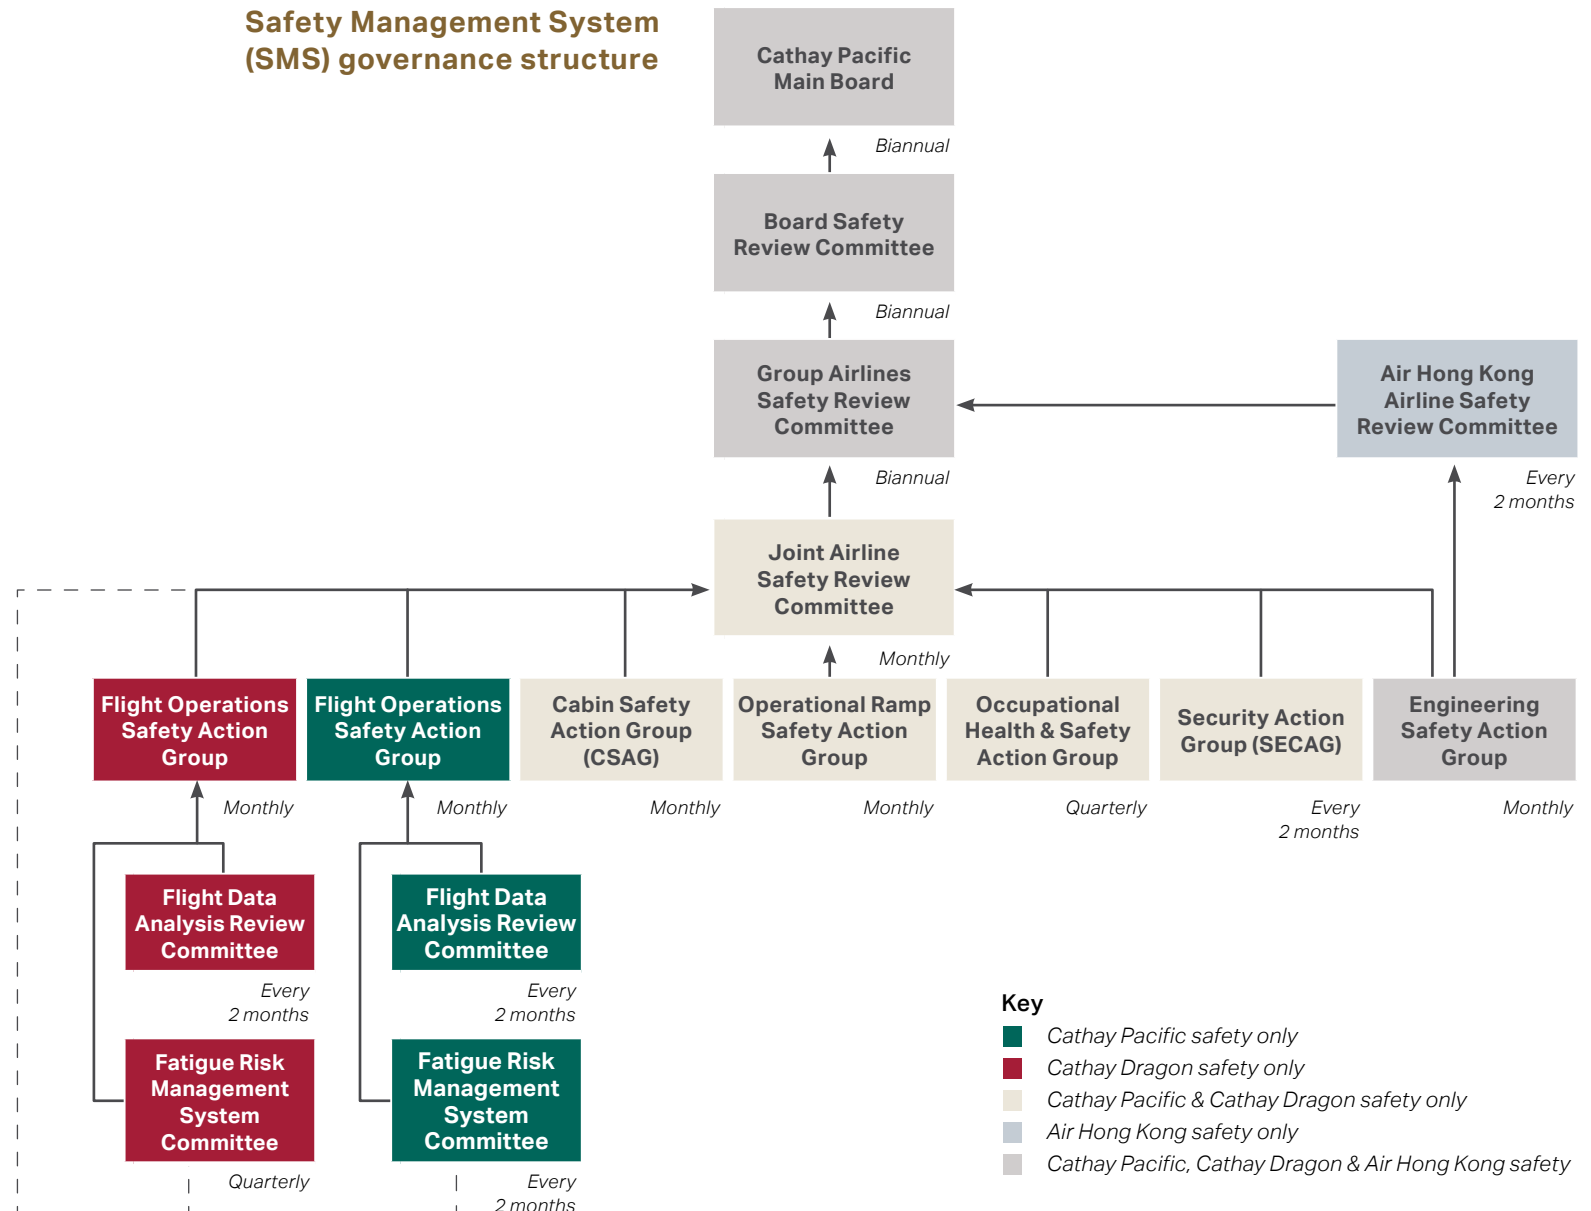 Safety Management System
(SMS) governance structure
Cathay Pacific
Main Board
Biannual
Board Safety
Review Committee
Biannual
Group Airlines
Safety Review
Committee
Biannual
Air Hong Kong
Airline Safety
Review Committee
Every
2 months
Joint Airline
Safety Review
Committee
Monthly
Flight Operations
Safety Action
Group
Monthly
Flight Operations
Safety Action
Group
Monthly
Cabin Safety
Action Group
(CSAG)
Monthly
Operational Ramp
Safety Action
Group
Monthly
Occupational
Health & Safety
Action Group
Quarterly
Security Action
Group (SECAG)
Every
2 months
Engineering
Safety Action
Group
Monthly
Flight Data
Analysis Review
Committee
Every
2 months
Flight Data
Analysis Review
Committee
Every
2 months
Fatigue Risk
Management
System
Committee
Quarterly
Fatigue Risk
Management
System
Committee
Every
2 months
Key
Cathay Pacific safety only
Cathay Dragon safety only
Cathay Pacific & Cathay Dragon safety only
Air Hong Kong safety only
Cathay Pacific, Cathay Dragon & Air Hong Kong safety